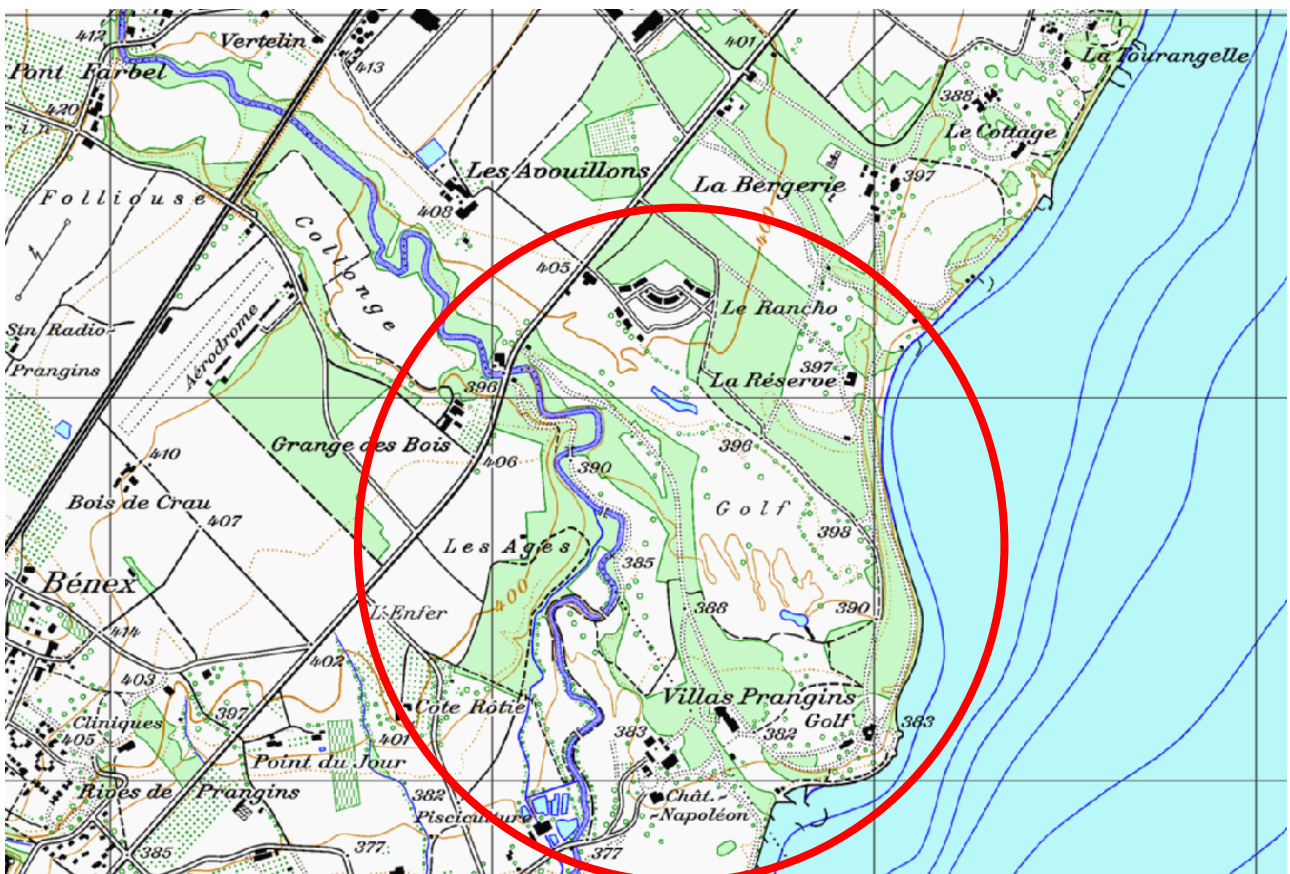 412
Vertelin
413
401
La Tourangelle
Pont Farbel
420
388
Le Cottage
Les Avouillons
La Bergerie
397
Folliouse
408
Collonge
400
405
Le Rancho
Stn Radio-
Prangins
Aérodrome
397
La Réserve
396
Grange des Bois
406
396
390
410
Bois de Crau
407
Golf
398
Les Ages
385
Bénex
400
388
390
L'Enfer
414
402
403
Côte Rôtie
Villas Prangins
397
Cliniques
405
401
383
Golf
383
382
Point du Jour
Rives de Prangins
382
Pisciculture
Chât.
Napoléon
385
377
377